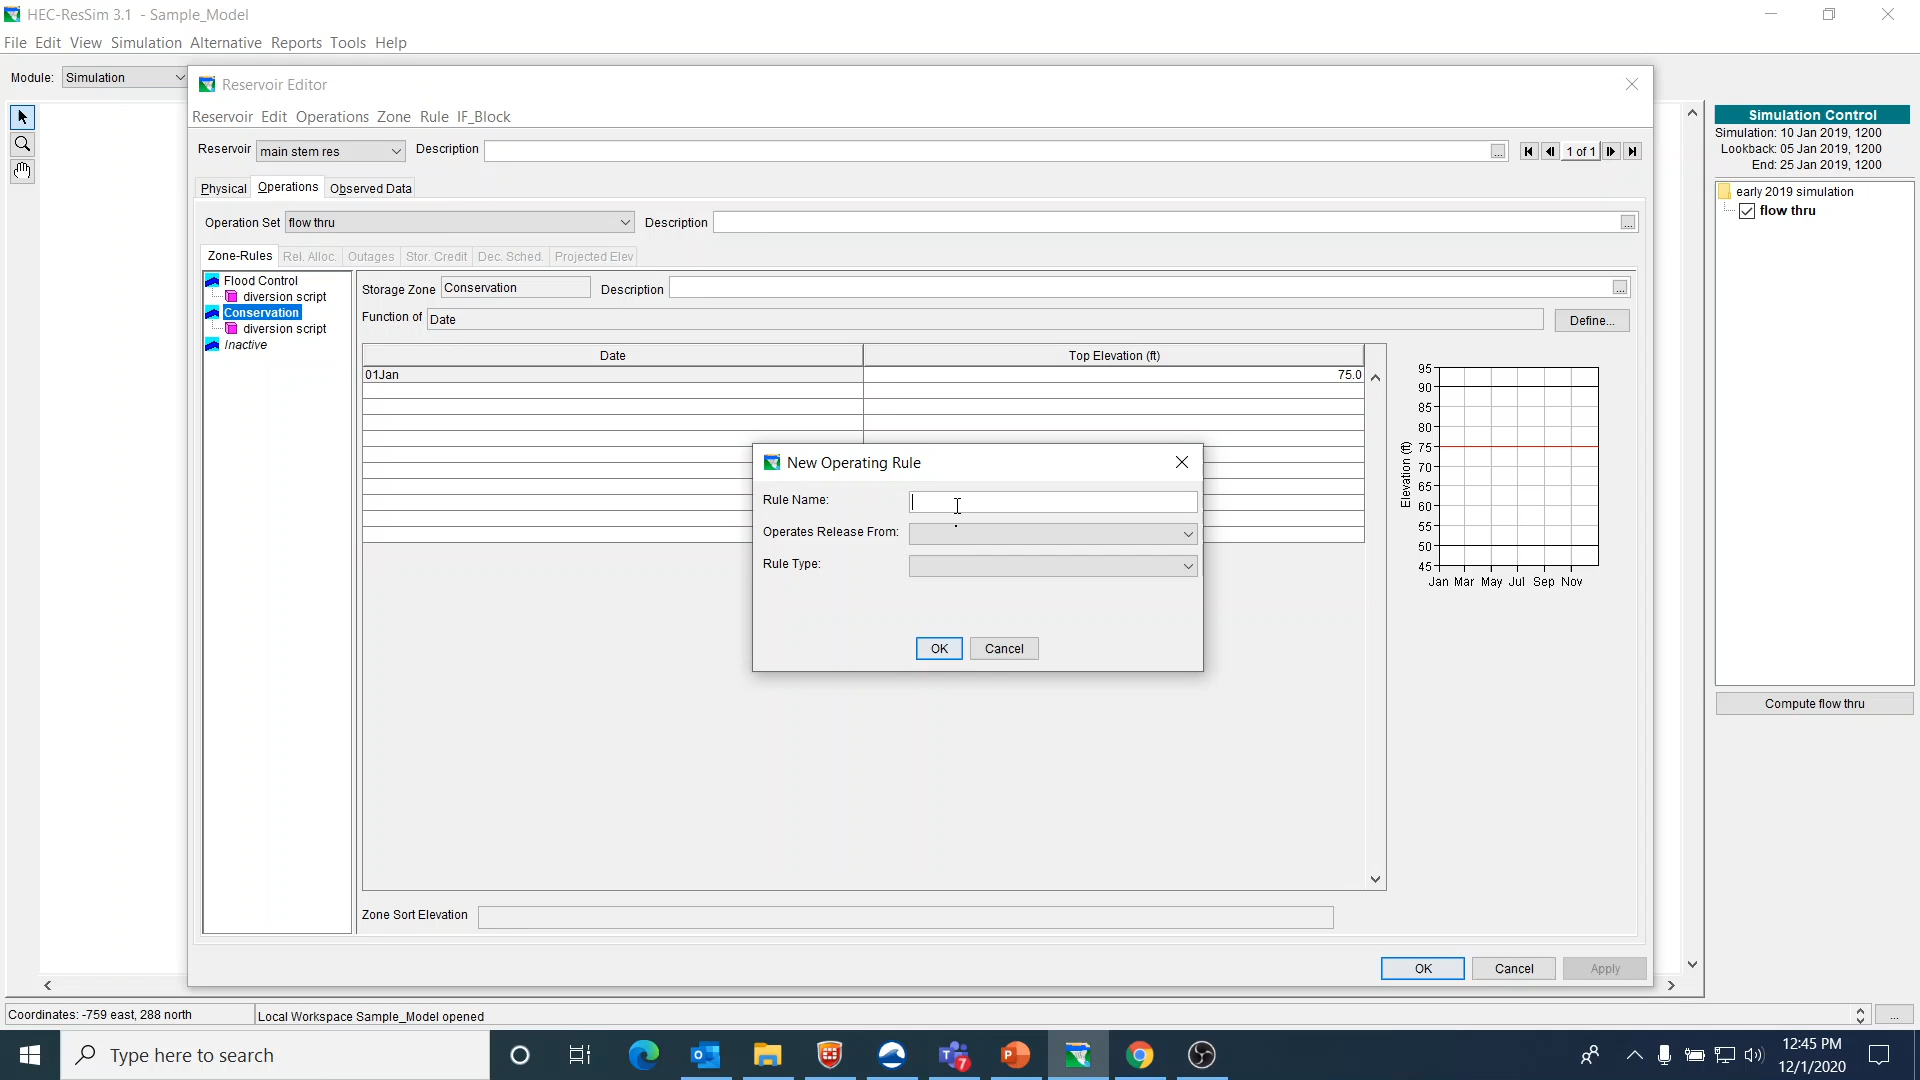 HEC-ResSim 3.1 - Sample_Model
File Edit View Simulation Alternative Reports Tools Help
Module: Simulation
Reservoir Editor
Reservoir Edit Operations Zone Rule IF_Block
Reservoir main stem res Description ... 1 of 1
Physical Operations Observed Data
Operation Set flow thru Description ...
Zone-Rules Rel. Alloc. Outages Stor. Credit Dec. Sched. Projected Elev
Flood Control
diversion script
Conservation
diversion script
Inactive
Storage Zone Conservation Description ...
Function of Date Define...
Date Top Elevation (ft)
01Jan 75.0
95
90
85
80
75
70
65
60
55
50
45
Elevation (ft)
Jan Mar May Jul Sep Nov
New Operating Rule
Rule Name:
Operates Release From:
Rule Type:
OK Cancel
Zone Sort Elevation
OK Cancel Apply
Simulation Control
Simulation: 10 Jan 2019, 1200
Lookback: 05 Jan 2019, 1200
End: 25 Jan 2019, 1200
early 2019 simulation
flow thru
Compute flow thru
Coordinates: -759 east, 288 north Local Workspace Sample_Model opened ...
Type here to search
7
12:45 PM
12/1/2020